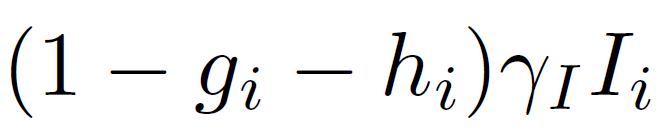 (1 − g_i − h_i)γ_I I_i